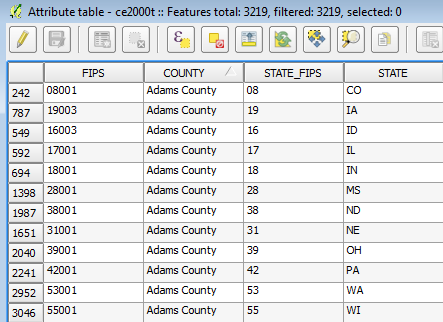 Attribute table - ce2000t :: Features total: 3219, filtered: 3219, selected: 0
FIPS COUNTY STATE_FIPS STATE
242 08001 Adams County 08 CO
787 19003 Adams County 19 IA
549 16003 Adams County 16 ID
592 17001 Adams County 17 IL
694 18001 Adams County 18 IN
1398 28001 Adams County 28 MS
1987 38001 Adams County 38 ND
1651 31001 Adams County 31 NE
2040 39001 Adams County 39 OH
2241 42001 Adams County 42 PA
2952 53001 Adams County 53 WA
3046 55001 Adams County 55 WI